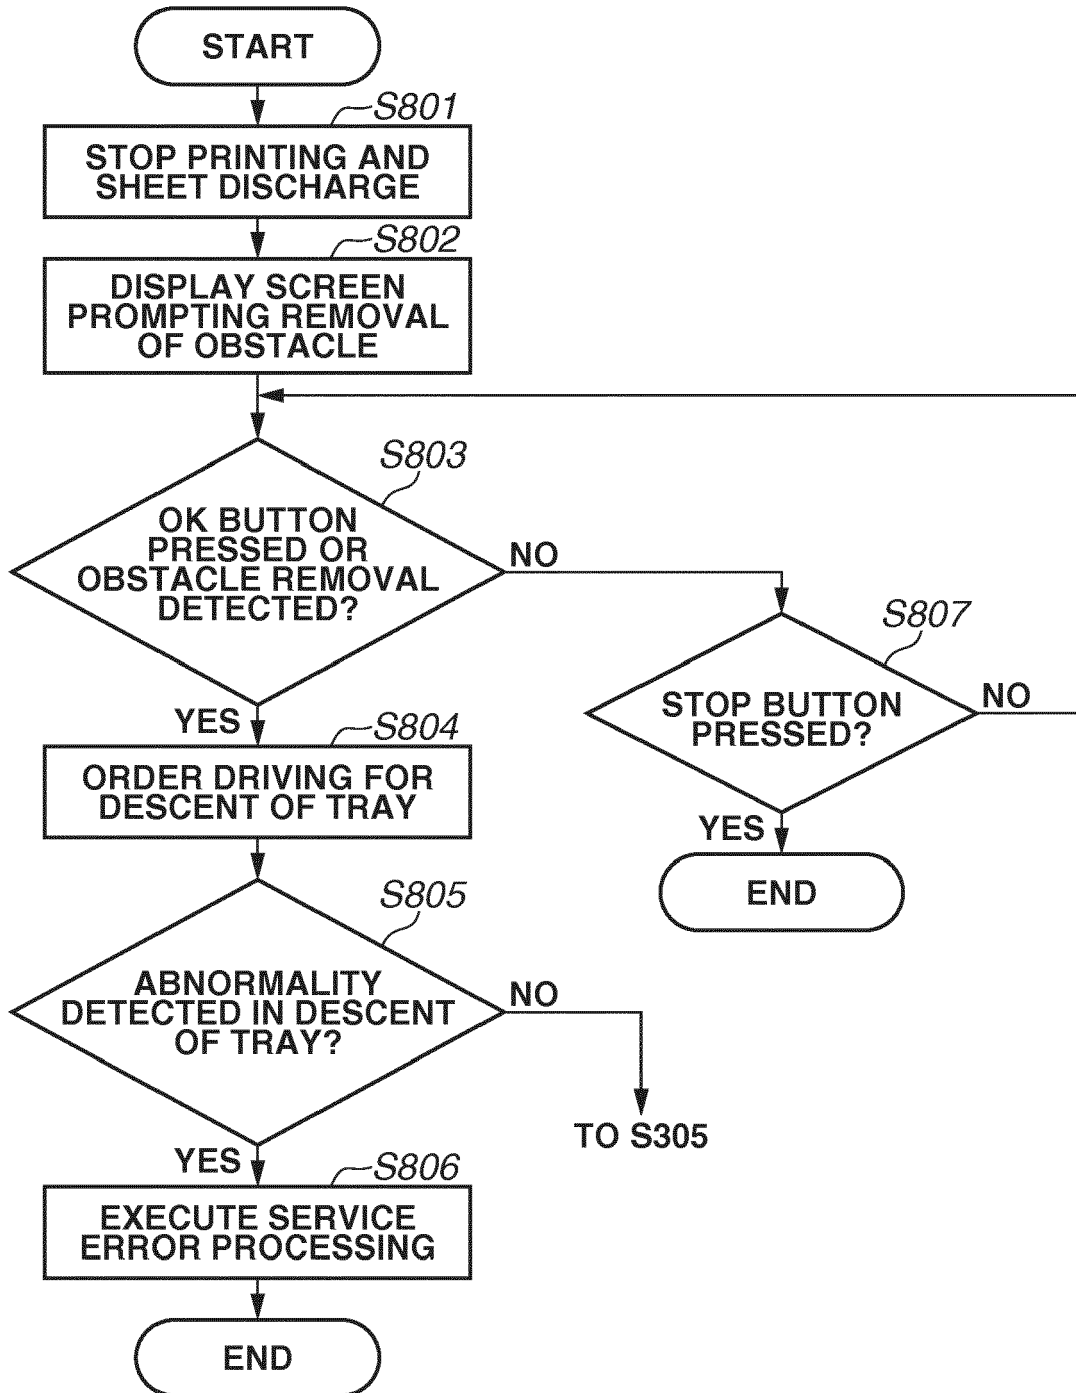 START
S801
STOP PRINTING AND
SHEET DISCHARGE
S802
DISPLAY SCREEN
PROMPTING REMOVAL
OF OBSTACLE
S803
OK BUTTON
PRESSED OR
OBSTACLE REMOVAL
DETECTED?
NO
S807
STOP BUTTON
PRESSED?
NO
YES
END
YES
S804
ORDER DRIVING FOR
DESCENT OF TRAY
S805
ABNORMALITY
DETECTED IN DESCENT
OF TRAY?
NO
TO S305
YES
S806
EXECUTE SERVICE
ERROR PROCESSING
END